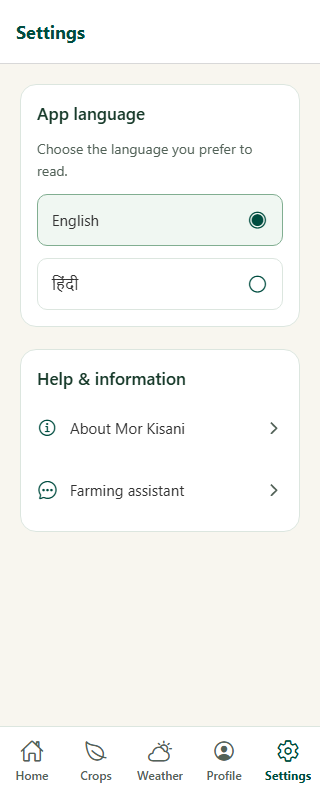 Settings
App language
Choose the language you prefer to
read.
English
हिंदी
Help & information
About Mor Kisani
Farming assistant
Home
Crops
Weather
Profile
Settings